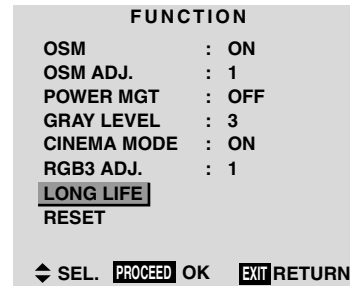 FUNCTION
OSM : ON
OSM ADJ. : 1
POWER MGT : OFF
GRAY LEVEL : 3
CINEMA MODE : ON
RGB3 ADJ. : 1
LONG LIFE
RESET
SEL. PROCEED OK EXIT RETURN